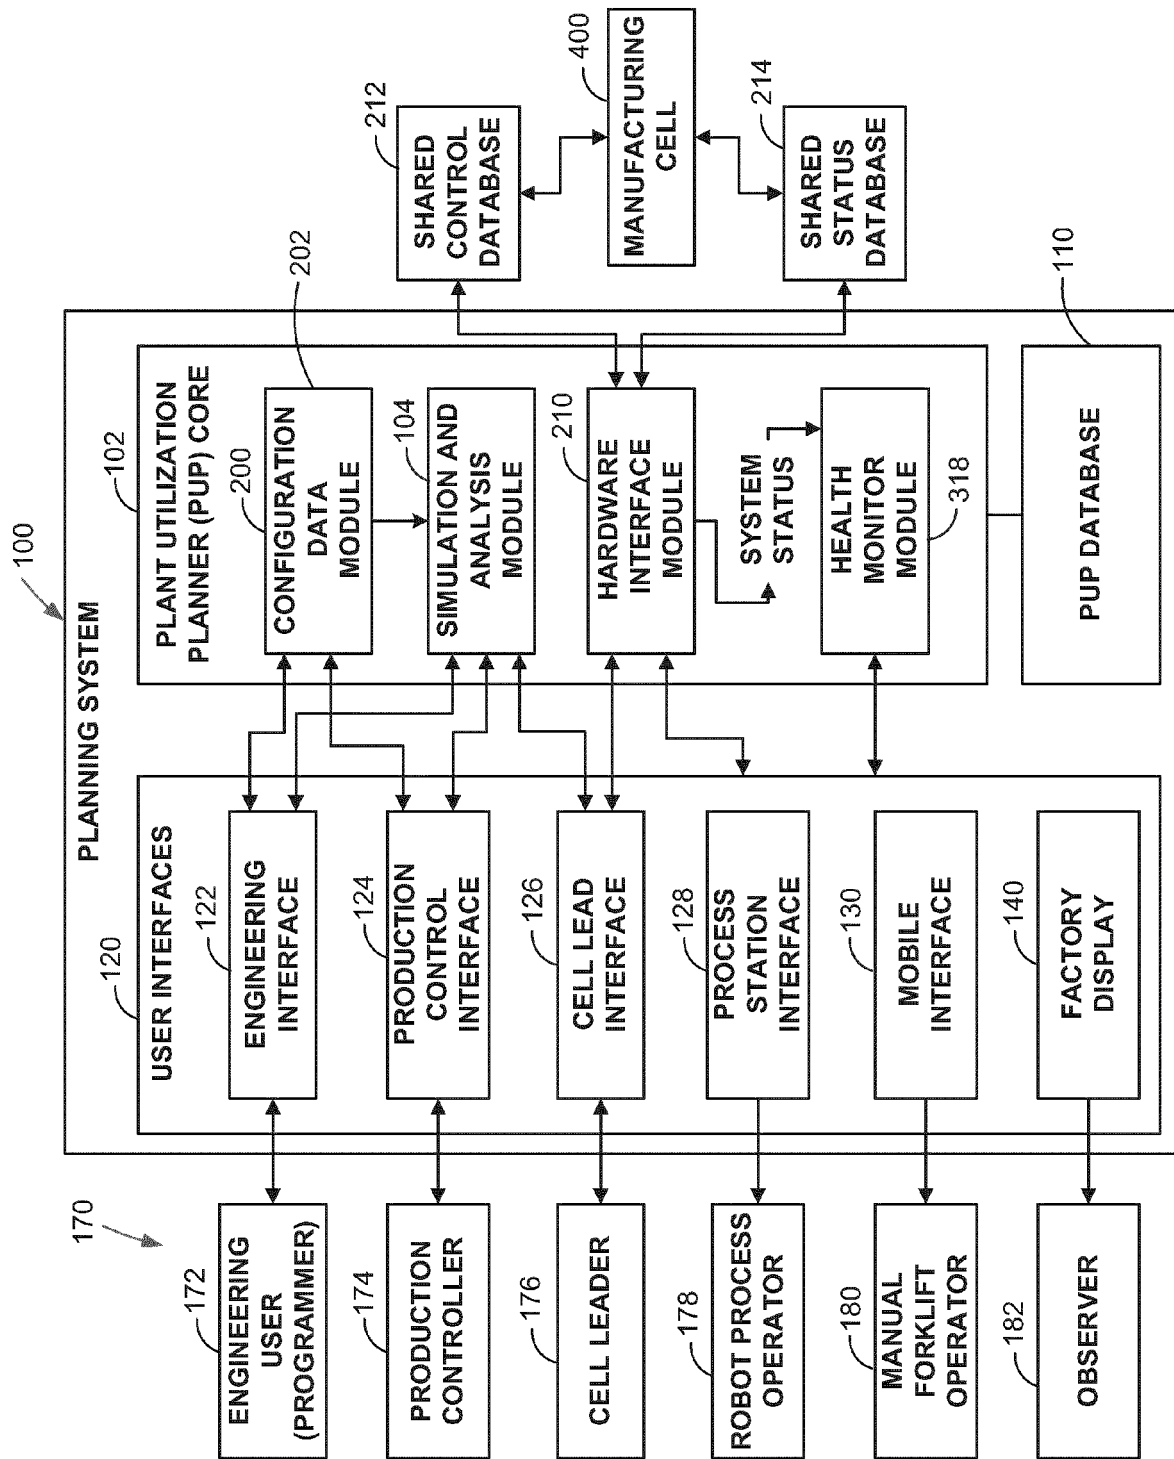 100
PLANNING SYSTEM
170
120
USER INTERFACES
102
PLANT UTILIZATION
PLANNER (PUP) CORE
172
ENGINEERING
USER
(PROGRAMMER)
122
ENGINEERING
INTERFACE
200
CONFIGURATION
DATA
MODULE
202
212
SHARED
CONTROL
DATABASE
174
PRODUCTION
CONTROLLER
124
PRODUCTION
CONTROL
INTERFACE
104
SIMULATION AND
ANALYSIS
MODULE
176
CELL LEADER
126
CELL LEAD
INTERFACE
210
HARDWARE
INTERFACE
MODULE
400
MANUFACTURING
CELL
178
ROBOT PROCESS
OPERATOR
128
PROCESS
STATION
INTERFACE
SYSTEM
STATUS
214
SHARED
STATUS
DATABASE
180
MANUAL
FORKLIFT
OPERATOR
130
MOBILE
INTERFACE
HEALTH
MONITOR
MODULE
318
182
OBSERVER
140
FACTORY
DISPLAY
110
PUP DATABASE